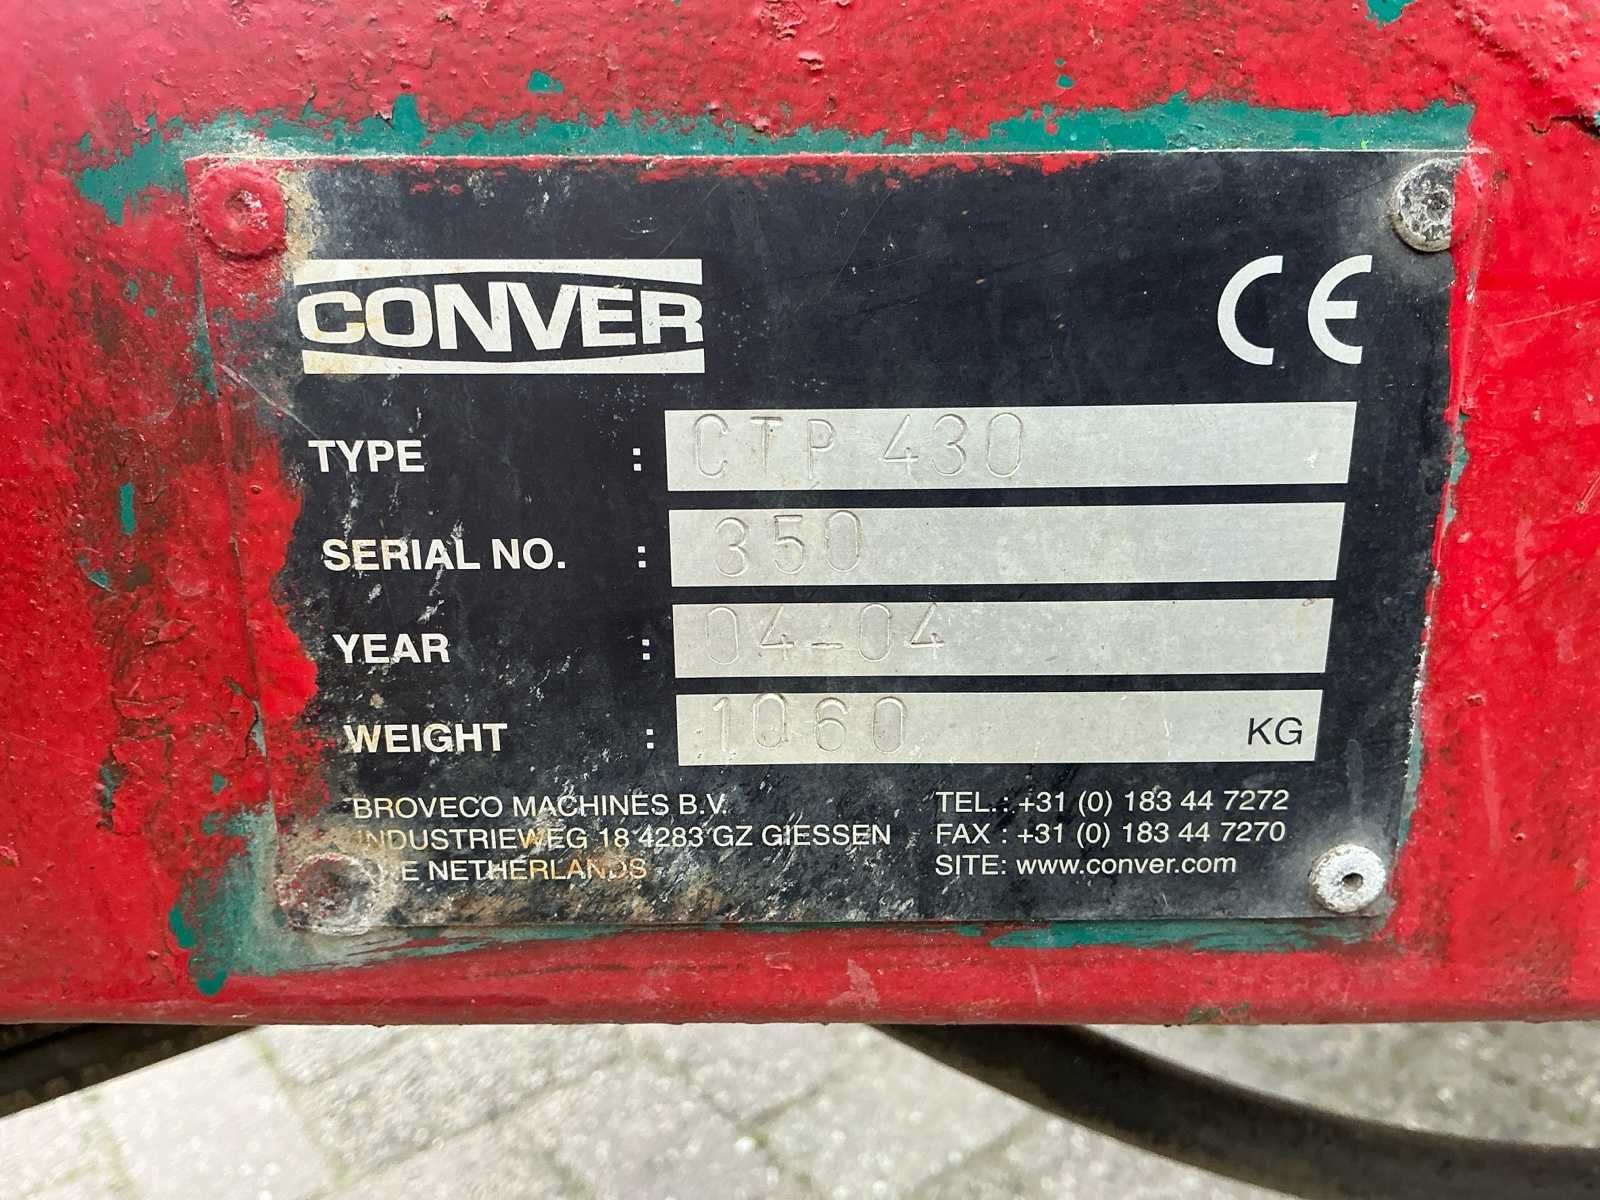 CONVER CE
TYPE : CTP 430
SERIAL NO. : 350
YEAR : 04-04
WEIGHT : 1060 KG
BROVECO MACHINES B.V. TEL. : +31 (0) 183 44 7272
INDUSTRIEWEG 18 4283 GZ GIESSEN FAX : +31 (0) 183 44 7270
THE NETHERLANDS SITE: www.conver.com